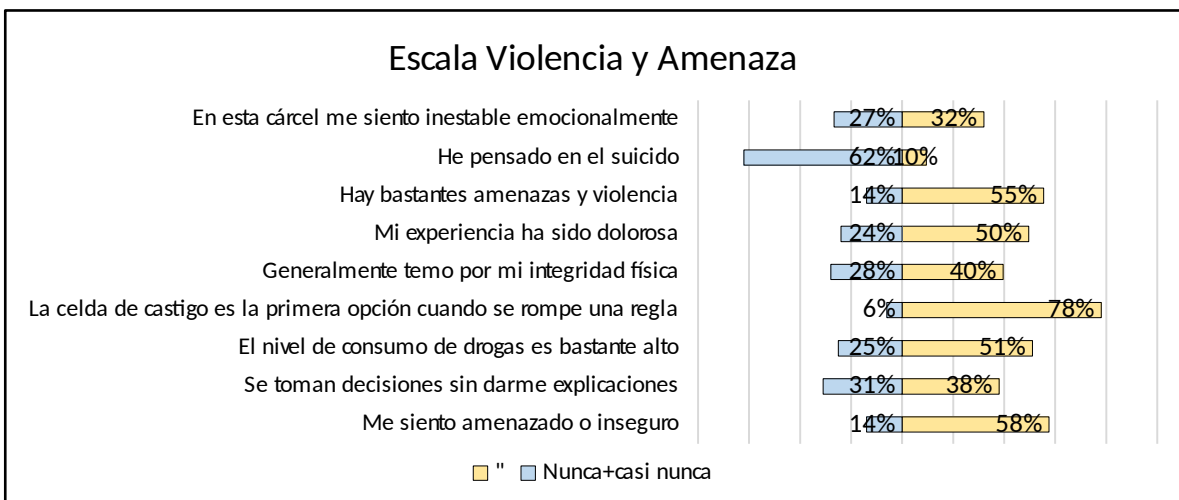 Escala Violencia y Amenaza
En esta cárcel me siento inestable emocionalmente 27% 32%
He pensado en el suicido 62% 10%
Hay bastantes amenazas y violencia 14% 55%
Mi experiencia ha sido dolorosa 24% 50%
Generalmente temo por mi integridad física 28% 40%
La celda de castigo es la primera opción cuando se rompe una regla 6% 78%
El nivel de consumo de drogas es bastante alto 25% 51%
Se toman decisiones sin darme explicaciones 31% 38%
Me siento amenazado o inseguro 14% 58%
" Nunca+casi nunca